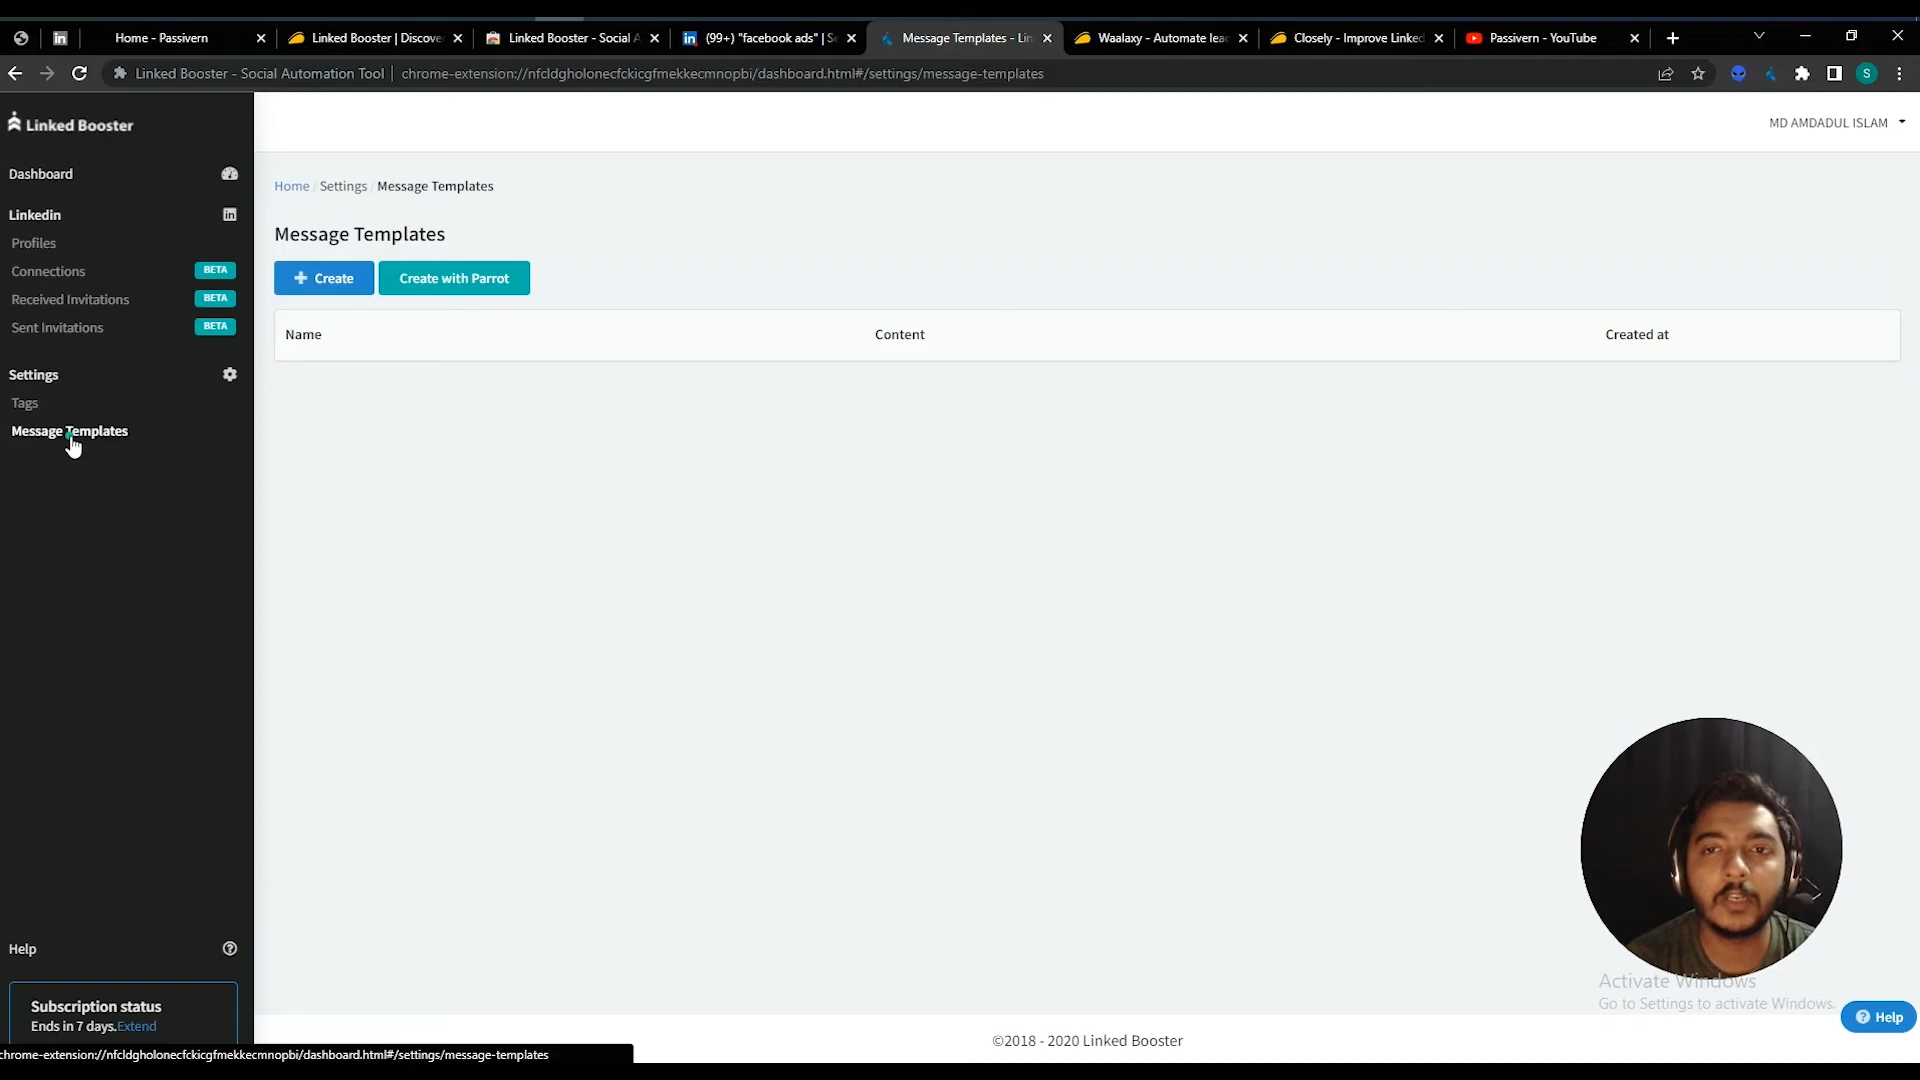 Home - Passivern
Linked Booster | Discove
Linked Booster - Social A
(99+) "facebook ads" | Se
Message Templates - Lin
Waalaxy - Automate lea
Closely - Improve Linked
Passivern - YouTube
Linked Booster - Social Automation Tool
chrome-extension://nfcldgholonecfckicgfmekkecmnopbi/dashboard.html#/settings/message-templates
S
Linked Booster
MD AMDADUL ISLAM
Dashboard
Linkedin
Profiles
Connections BETA
Received Invitations BETA
Sent Invitations BETA
Settings
Tags
Message Templates
Home / Settings / Message Templates
Message Templates
+ Create
Create with Parrot
Name Content Created at
Help
Subscription status
Ends in 7 days.Extend
chrome-extension://nfcldgholonecfckicgfmekkecmnopbi/dashboard.html#/settings/message-templates
©2018 - 2020 Linked Booster
Activate Windows
Go to Settings to activate Windows.
Help